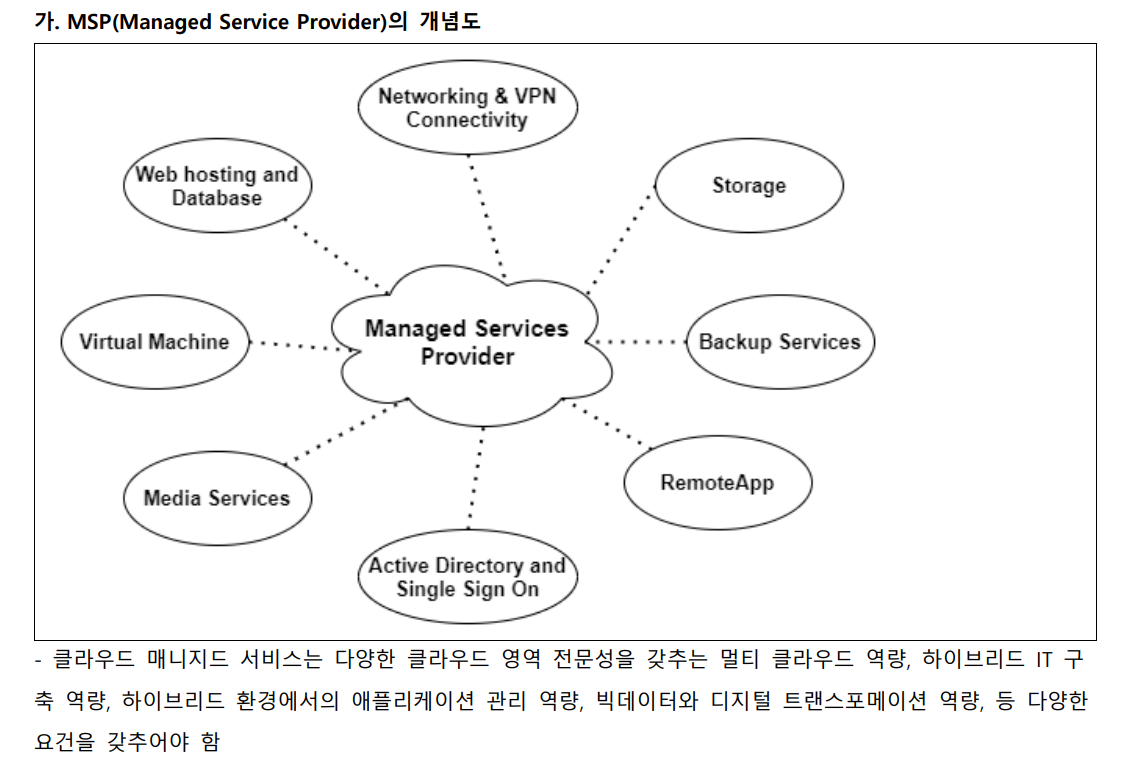 가. MSP(Managed Service Provider)의 개념도
Networking & VPN
Connectivity
Web hosting and
Database
Storage
Managed Services
Provider
Virtual Machine
Backup Services
Media Services
RemoteApp
Active Directory and
Single Sign On
- 클라우드 매니지드 서비스는 다양한 클라우드 영역 전문성을 갖추는 멀티 클라우드 역량, 하이브리드 IT 구
축 역량, 하이브리드 환경에서의 애플리케이션 관리 역량, 빅데이터와 디지털 트랜스포메이션 역량, 등 다양한
요건을 갖추어야 함